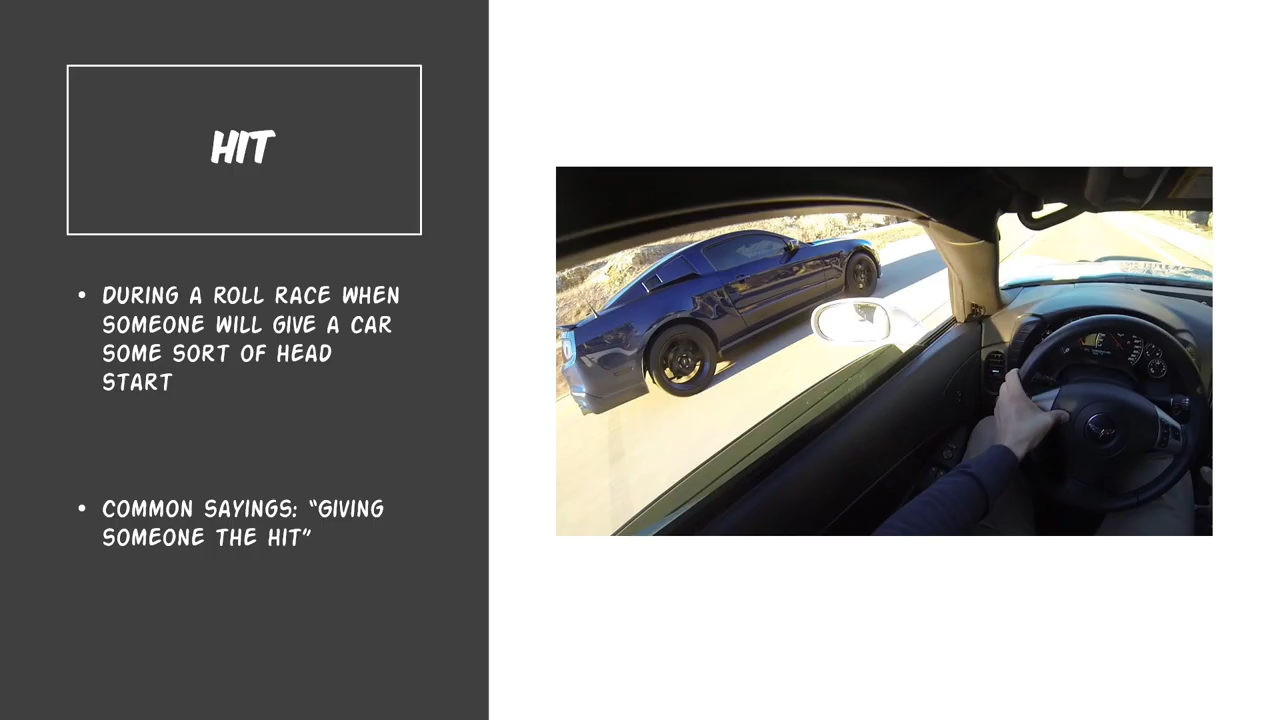 HIT
• DURING A ROLL RACE WHEN
SOMEONE WILL GIVE A CAR
SOME SORT OF HEAD
START
• COMMON SAYINGS: “GIVING
SOMEONE THE HIT”